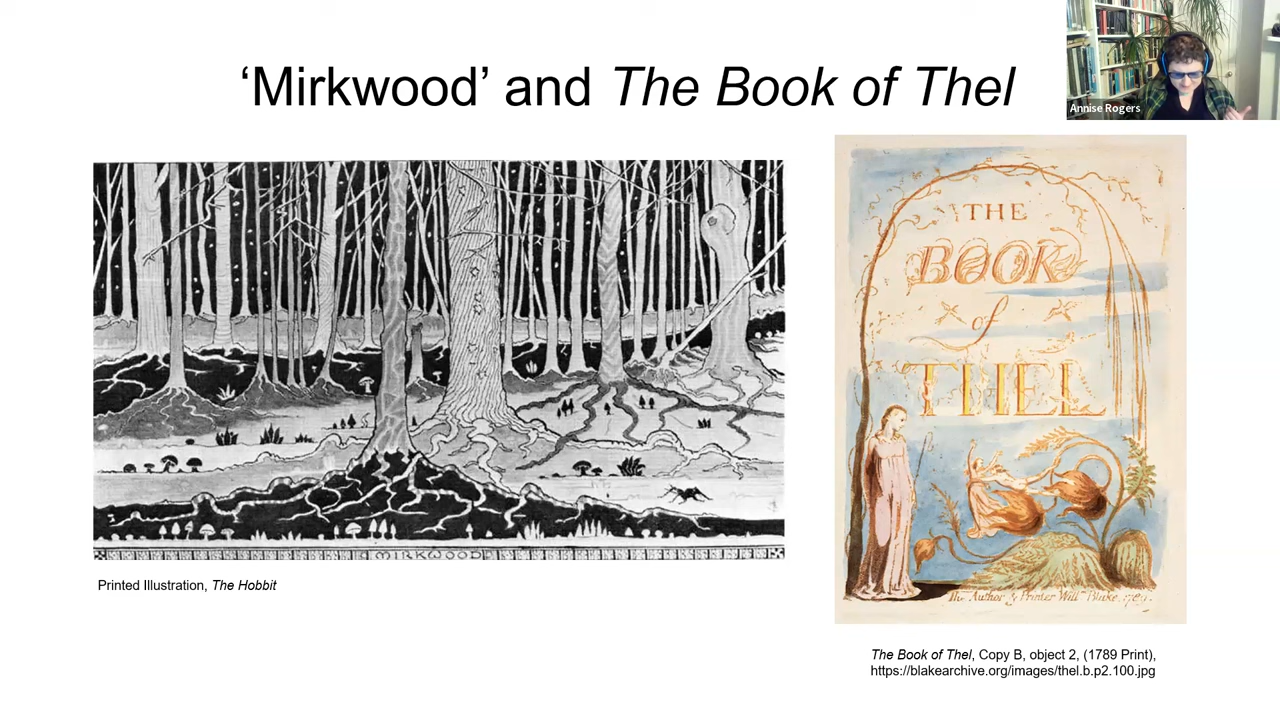 ‘Mirkwood’ and The Book of Thel
Annise Rogers
MIRKWOOD
Printed Illustration, The Hobbit
THE
BOOK
of
THEL
The Author & Printer Willm Blake. 1789.
The Book of Thel, Copy B, object 2, (1789 Print),
https://blakearchive.org/images/thel.b.p2.100.jpg